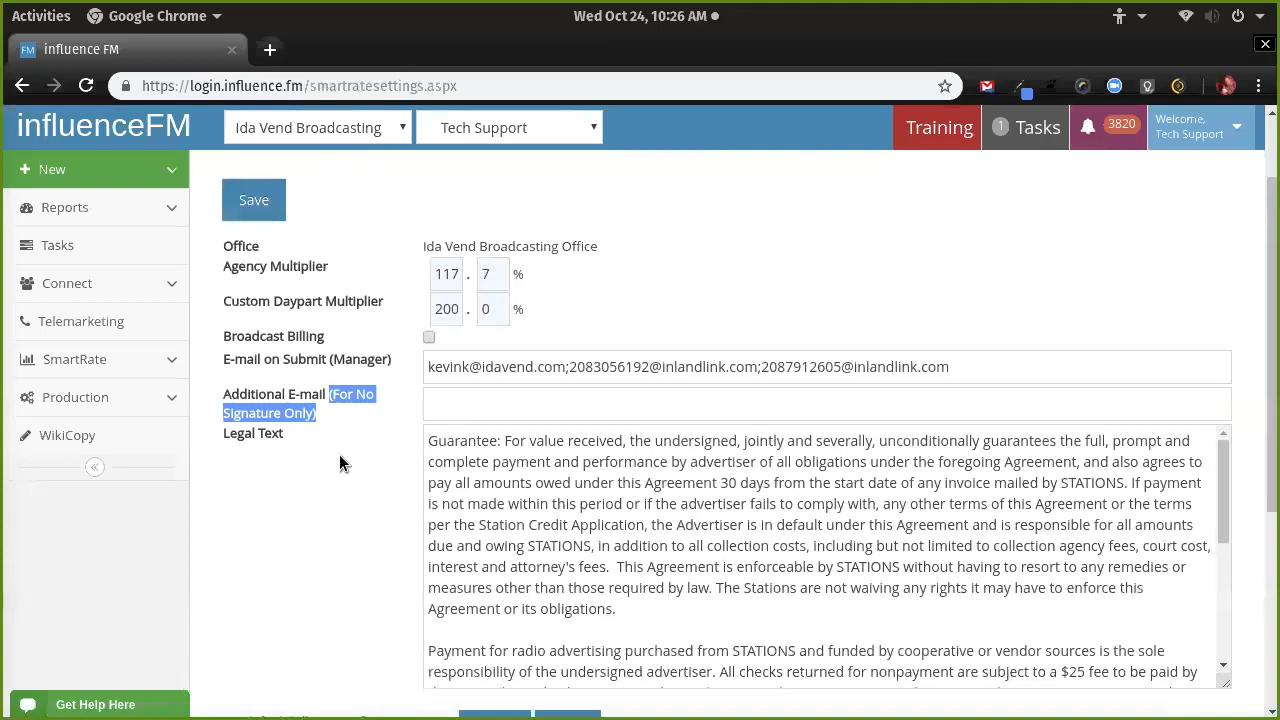 Activities Google Chrome Wed Oct 24, 10:26 AM
FM influence FM
https://login.influence.fm/smartratesettings.aspx
influenceFM Ida Vend Broadcasting Tech Support Training 1 Tasks 3820 Welcome, Tech Support
New
Reports
Tasks
Connect
Telemarketing
SmartRate
Production
WikiCopy
Get Help Here
Save
Office Ida Vend Broadcasting Office
Agency Multiplier 117 . 7 %
Custom Daypart Multiplier 200 . 0 %
Broadcast Billing
E-mail on Submit (Manager) kevink@idavend.com;2083056192@inlandlink.com;2087912605@inlandlink.com
Additional E-mail (For No
Signature Only)
Legal Text
Guarantee: For value received, the undersigned, jointly and severally, unconditionally guarantees the full, prompt and
complete payment and performance by advertiser of all obligations under the foregoing Agreement, and also agrees to
pay all amounts owed under this Agreement 30 days from the start date of any invoice mailed by STATIONS. If payment
is not made within this period or if the advertiser fails to comply with, any other terms of this Agreement or the terms
per the Station Credit Application, the Advertiser is in default under this Agreement and is responsible for all amounts
due and owing STATIONS, in addition to all collection costs, including but not limited to collection agency fees, court cost,
interest and attorney's fees.  This Agreement is enforceable by STATIONS without having to resort to any remedies or
measures other than those required by law. The Stations are not waiving any rights it may have to enforce this
Agreement or its obligations.
Payment for radio advertising purchased from STATIONS and funded by cooperative or vendor sources is the sole
responsibility of the undersigned advertiser. All checks returned for nonpayment are subject to a $25 fee to be paid by